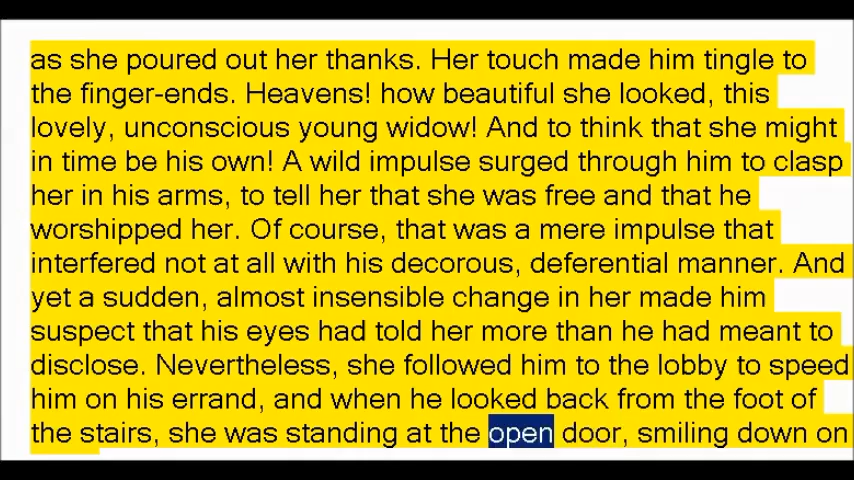 as she poured out her thanks. Her touch made him tingle to
the finger-ends. Heavens! how beautiful she looked, this
lovely, unconscious young widow! And to think that she might
in time be his own! A wild impulse surged through him to clasp
her in his arms, to tell her that she was free and that he
worshipped her. Of course, that was a mere impulse that
interfered not at all with his decorous, deferential manner. And
yet a sudden, almost insensible change in her made him
suspect that his eyes had told her more than he had meant to
disclose. Nevertheless, she followed him to the lobby to speed
him on his errand, and when he looked back from the foot of
the stairs, she was standing at the open door, smiling down on